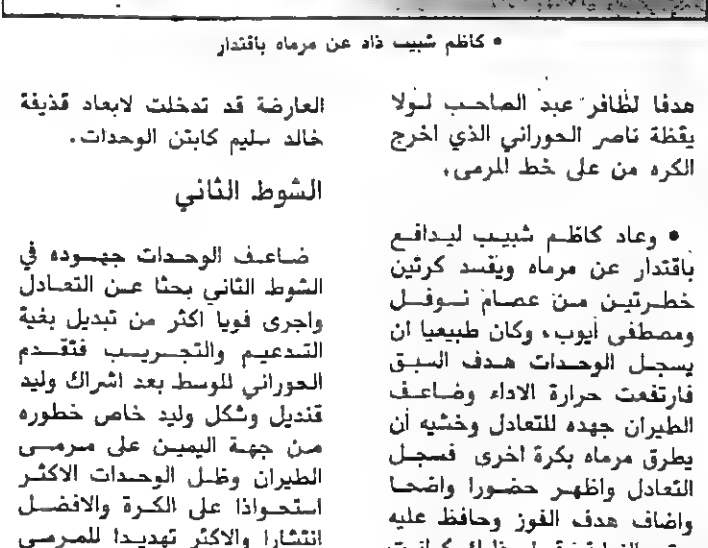 • كاظم شبيب ذاد عن مرماه باقتدار
هدفا لظافر عبد الصاحب لولا
يقظة ناصر الحوراني الذي اخرج
الكره من على خط المرمى،
• وعاد كاظم شبيب ليدافع
باقتدار عن مرماه ويفسد كرتين
خطرتين من عصام نوفل
ومصطفى أيوب، وكان طبيعيا ان
يسجل الوحدات هدف السبق
فارتفعت حرارة الاداء وضاعف
الطيران جهده للتعادل وخشيه أن
يطرق مرماه بكرة اخرى فسجل
التعادل واظهر حضورا واضحا
واضاف هدف الفوز وحافظ عليه
العارضة قد تدخلت لابعاد قذيفة
خالد سليم كابتن الوحدات.
الشوط الثاني
ضاعف الوحدات جهوده في
الشوط الثاني بحثا عن التعادل
واجرى فويا اكثر من تبديل بغية
التدعيم والتجريب فتقدم
الحوراني للوسط بعد اشراك وليد
قنديل وشكل وليد خاص خطوره
من جهة اليمين على مرمى
الطيران وظل الوحدات الاكثر
استحواذا على الكرة والافضل
انتشارا والاكثر تهديدا للمرمى